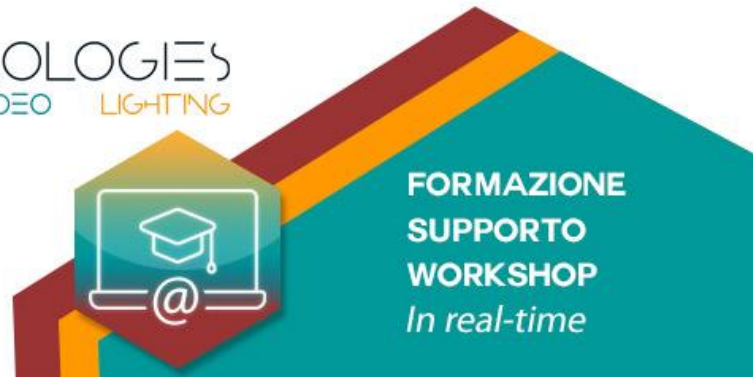 OLOGIES
DEO LIGHTING
@
FORMAZIONE
SUPPORTO
WORKSHOP
In real-time